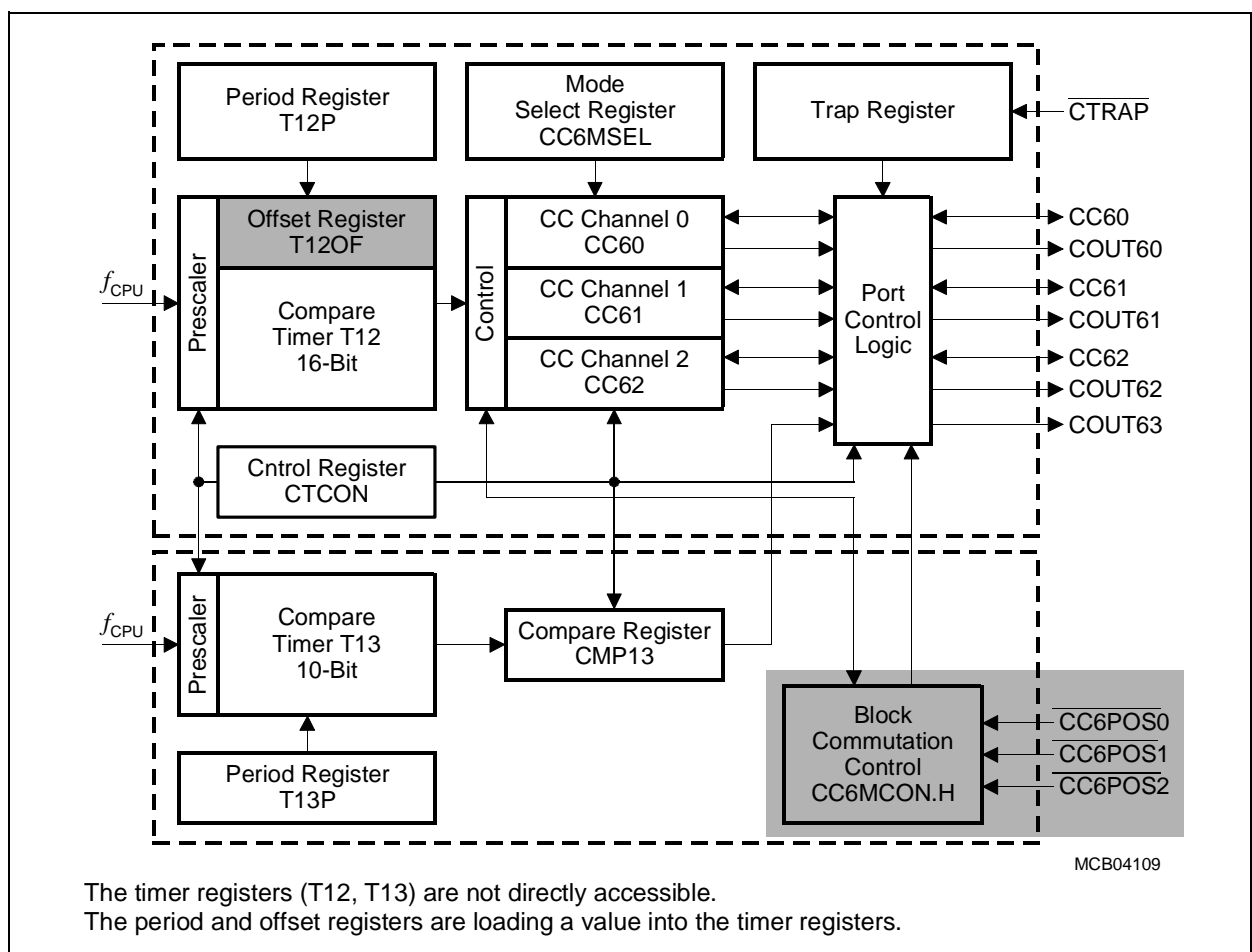 Period Register
T12P
Mode
Select Register
CC6MSEL
Trap Register
CTRAP
fCPU
Prescaler
Offset Register
T12OF
Compare
Timer T12
16-Bit
Control
CC Channel 0
CC60
CC Channel 1
CC61
CC Channel 2
CC62
Port
Control
Logic
CC60
COUT60
CC61
COUT61
CC62
COUT62
COUT63
Cntrol Register
CTCON
fCPU
Prescaler
Compare
Timer T13
10-Bit
Compare Register
CMP13
Period Register
T13P
Block
Commutation
Control
CC6MCON.H
CC6POS0
CC6POS1
CC6POS2
MCB04109
The timer registers (T12, T13) are not directly accessible.
The period and offset registers are loading a value into the timer registers.